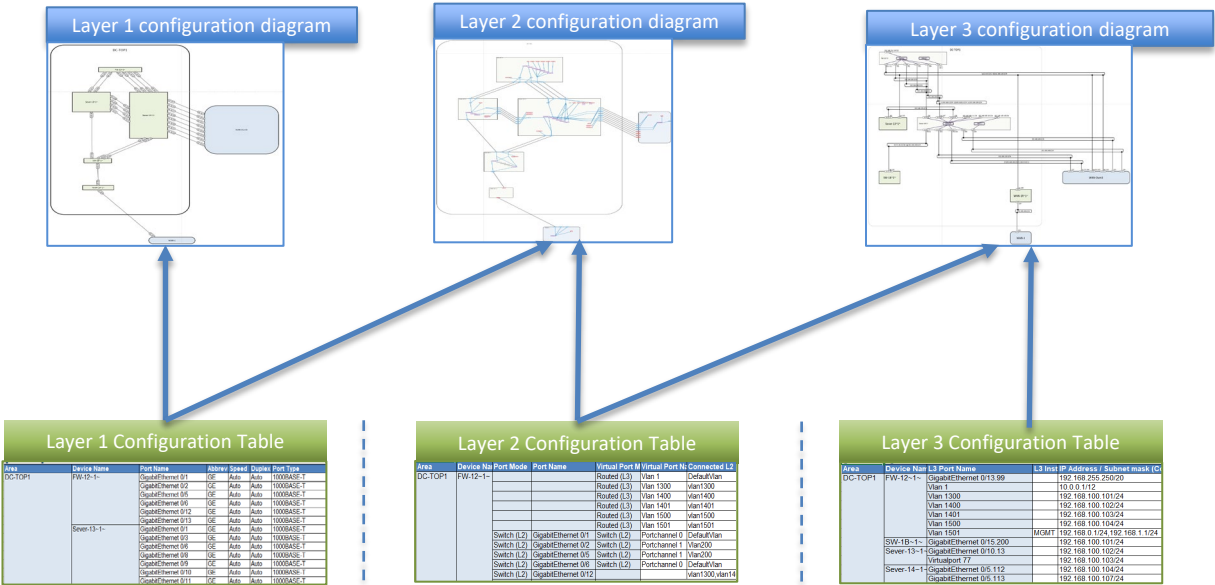 Layer 1 configuration diagram
Layer 2 configuration diagram
Layer 3 configuration diagram
Layer 1 Configuration Table
Area Device Name Port Name Abbrev Speed Duplex Port Type
DC-TOP1 FW-12~1~ GigabitEthernet 0/1 GE Auto Auto 1000BASE-T
GigabitEthernet 0/2 GE Auto Auto 1000BASE-T
GigabitEthernet 0/5 GE Auto Auto 1000BASE-T
GigabitEthernet 0/6 GE Auto Auto 1000BASE-T
GigabitEthernet 0/12 GE Auto Auto 1000BASE-T
GigabitEthernet 0/13 GE Auto Auto 1000BASE-T
Sever-13~1~ GigabitEthernet 0/1 GE Auto Auto 1000BASE-T
GigabitEthernet 0/3 GE Auto Auto 1000BASE-T
GigabitEthernet 0/6 GE Auto Auto 1000BASE-T
GigabitEthernet 0/8 GE Auto Auto 1000BASE-T
GigabitEthernet 0/9 GE Auto Auto 1000BASE-T
GigabitEthernet 0/10 GE Auto Auto 1000BASE-T
GigabitEthernet 0/11 GE Auto Auto 1000BASE-T
Layer 2 Configuration Table
Area Device Na Port Mode Port Name Virtual Port M Virtual Port Na Connected L2
DC-TOP1 FW-12~1~ Routed (L3) Vlan 1 DefaultVlan
Routed (L3) Vlan 1300 vlan1300
Routed (L3) Vlan 1400 vlan1400
Routed (L3) Vlan 1401 vlan1401
Routed (L3) Vlan 1500 vlan1500
Routed (L3) Vlan 1501 vlan1501
Switch (L2) GigabitEthernet 0/1 Switch (L2) Portchannel 0 DefaultVlan
Switch (L2) GigabitEthernet 0/2 Switch (L2) Portchannel 1 Vlan200
Switch (L2) GigabitEthernet 0/5 Switch (L2) Portchannel 1 Vlan200
Switch (L2) GigabitEthernet 0/6 Switch (L2) Portchannel 0 DefaultVlan
Switch (L2) GigabitEthernet 0/12 vlan1300,vlan14
Layer 3 Configuration Table
Area Device Nam L3 Port Name L3 Inst IP Address / Subnet mask (Co
DC-TOP1 FW-12~1~ GigabitEthernet 0/13.99 192.168.255.250/20
Vlan 1 10.0.0.1/12
Vlan 1300 192.168.100.101/24
Vlan 1400 192.168.100.102/24
Vlan 1401 192.168.100.103/24
Vlan 1500 192.168.100.104/24
Vlan 1501 MGMT 192.168.0.1/24,192.168.1.1/24
SW-1B~1~ GigabitEthernet 0/15.200 192.168.100.101/24
Sever-13~1~ GigabitEthernet 0/10.13 192.168.100.102/24
Virtualport 77 192.168.100.103/24
Sever-14~1~ GigabitEthernet 0/5.112 192.168.100.104/24
GigabitEthernet 0/5.113 192.168.100.107/24